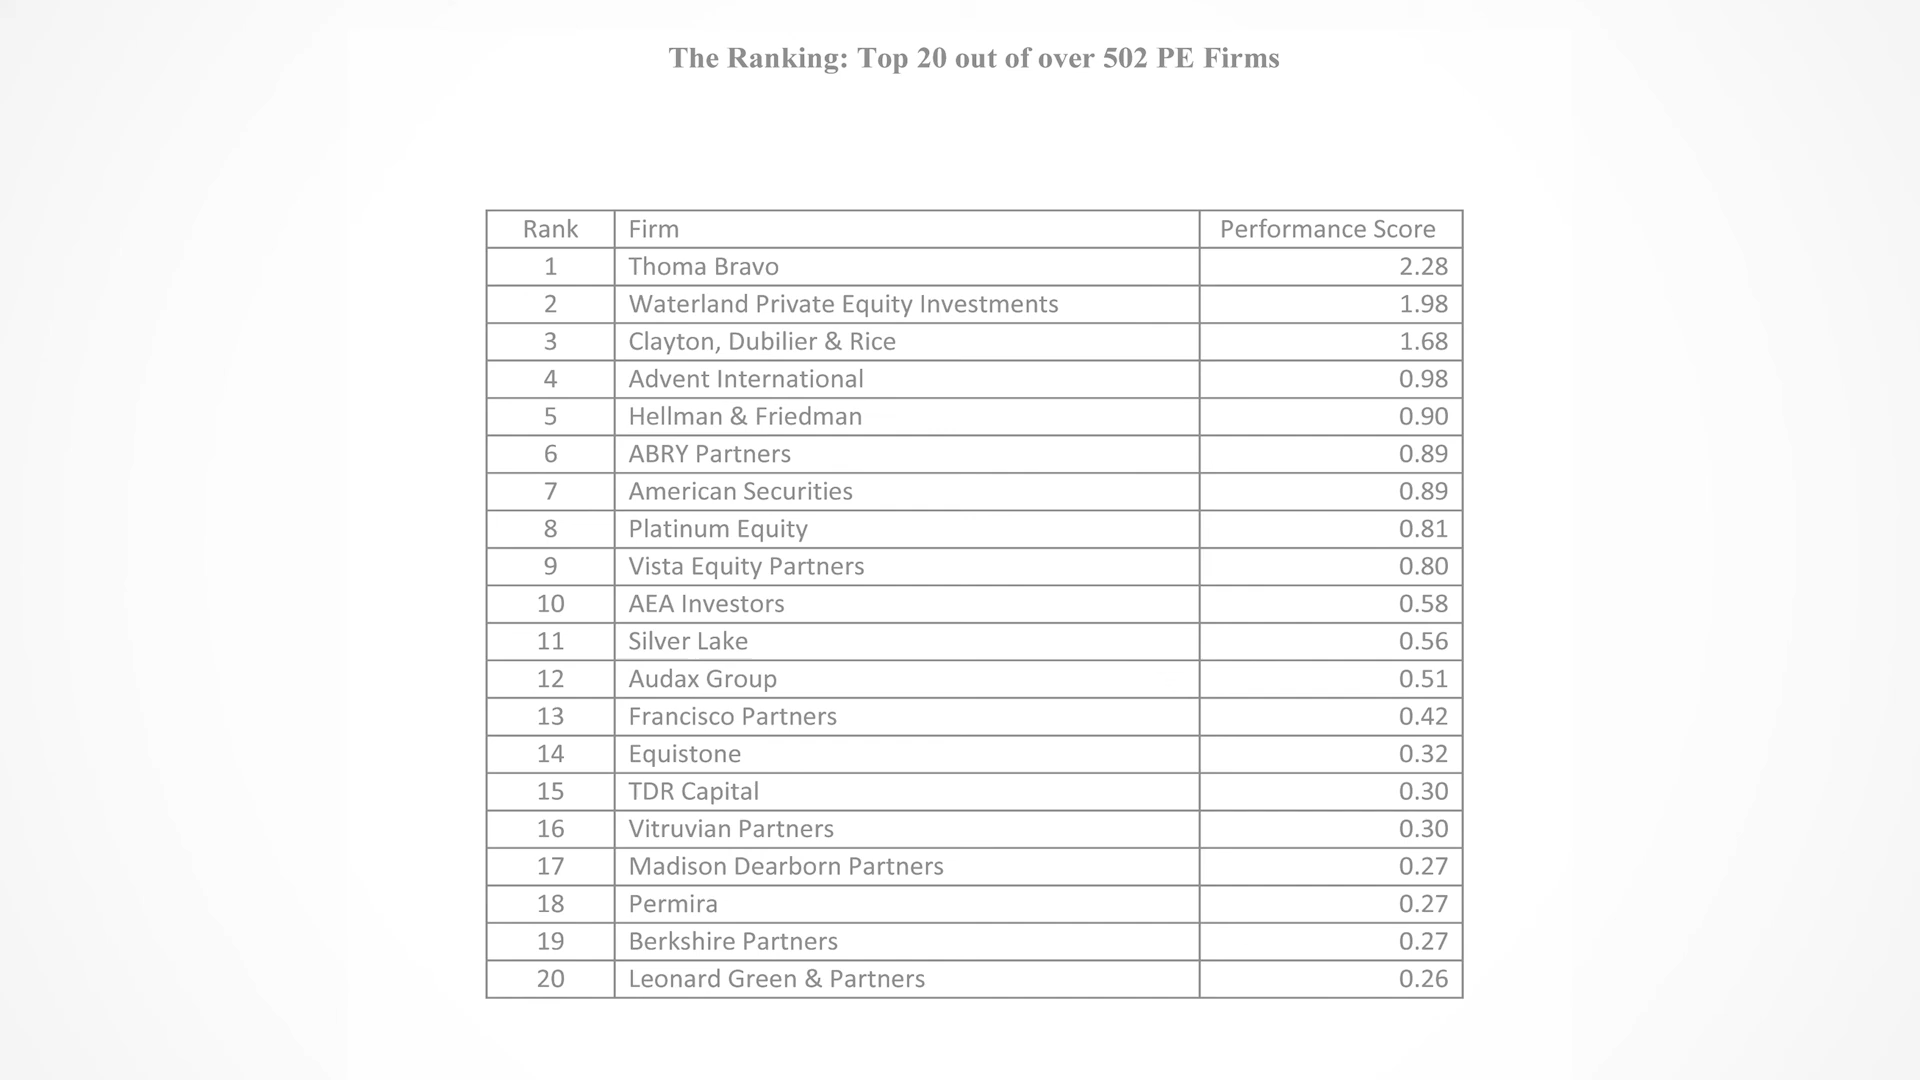 The Ranking: Top 20 out of over 502 PE Firms
Rank Firm Performance Score
1 Thoma Bravo 2.28
2 Waterland Private Equity Investments 1.98
3 Clayton, Dubilier & Rice 1.68
4 Advent International 0.98
5 Hellman & Friedman 0.90
6 ABRY Partners 0.89
7 American Securities 0.89
8 Platinum Equity 0.81
9 Vista Equity Partners 0.80
10 AEA Investors 0.58
11 Silver Lake 0.56
12 Audax Group 0.51
13 Francisco Partners 0.42
14 Equistone 0.32
15 TDR Capital 0.30
16 Vitruvian Partners 0.30
17 Madison Dearborn Partners 0.27
18 Permira 0.27
19 Berkshire Partners 0.27
20 Leonard Green & Partners 0.26